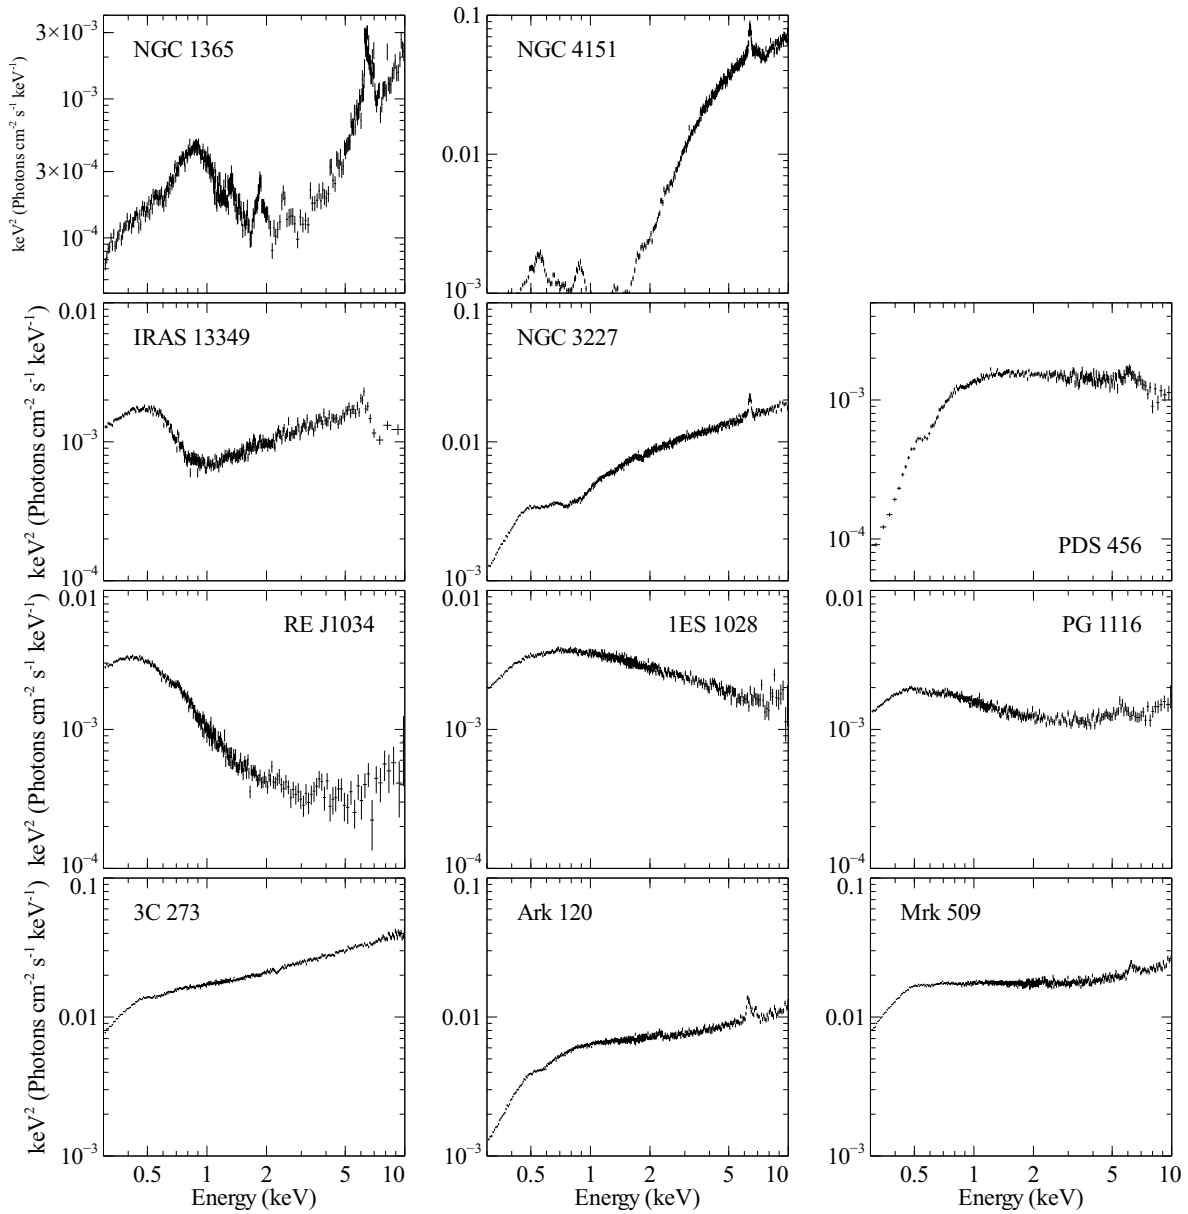 NGC 1365
keV² (Photons cm⁻² s⁻¹ keV⁻¹)
3×10⁻³
10⁻³
3×10⁻⁴
10⁻⁴
NGC 4151
0.1
0.01
10⁻³
IRAS 13349
keV² (Photons cm⁻² s⁻¹ keV⁻¹)
0.01
10⁻³
10⁻⁴
NGC 3227
0.1
0.01
10⁻³
PDS 456
10⁻³
10⁻⁴
RE J1034
keV² (Photons cm⁻² s⁻¹ keV⁻¹)
0.01
10⁻³
10⁻⁴
1ES 1028
0.01
10⁻³
10⁻⁴
PG 1116
0.01
10⁻³
10⁻⁴
3C 273
keV² (Photons cm⁻² s⁻¹ keV⁻¹)
0.1
0.01
10⁻³
0.5 1 2 5 10
Energy (keV)
Ark 120
0.1
0.01
10⁻³
0.5 1 2 5 10
Energy (keV)
Mrk 509
0.1
0.01
10⁻³
0.5 1 2 5 10
Energy (keV)